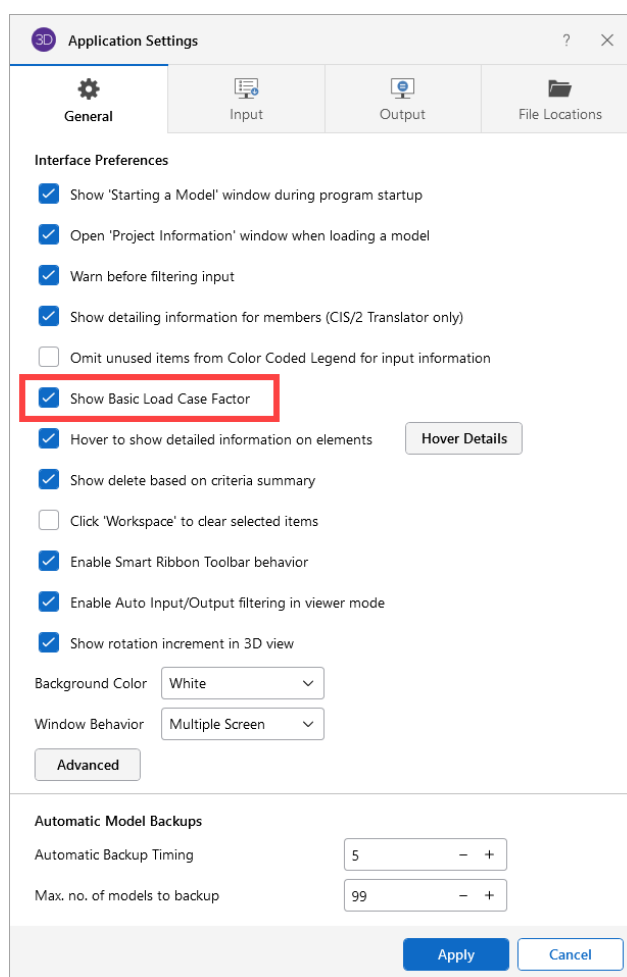 3D Application Settings ?
General Input Output File Locations
Interface Preferences
Show 'Starting a Model' window during program startup
Open 'Project Information' window when loading a model
Warn before filtering input
Show detailing information for members (CIS/2 Translator only)
Omit unused items from Color Coded Legend for input information
Show Basic Load Case Factor
Hover to show detailed information on elements Hover Details
Show delete based on criteria summary
Click 'Workspace' to clear selected items
Enable Smart Ribbon Toolbar behavior
Enable Auto Input/Output filtering in viewer mode
Show rotation increment in 3D view
Background Color White
Window Behavior Multiple Screen
Advanced
Automatic Model Backups
Automatic Backup Timing 5 − +
Max. no. of models to backup 99 − +
Apply Cancel